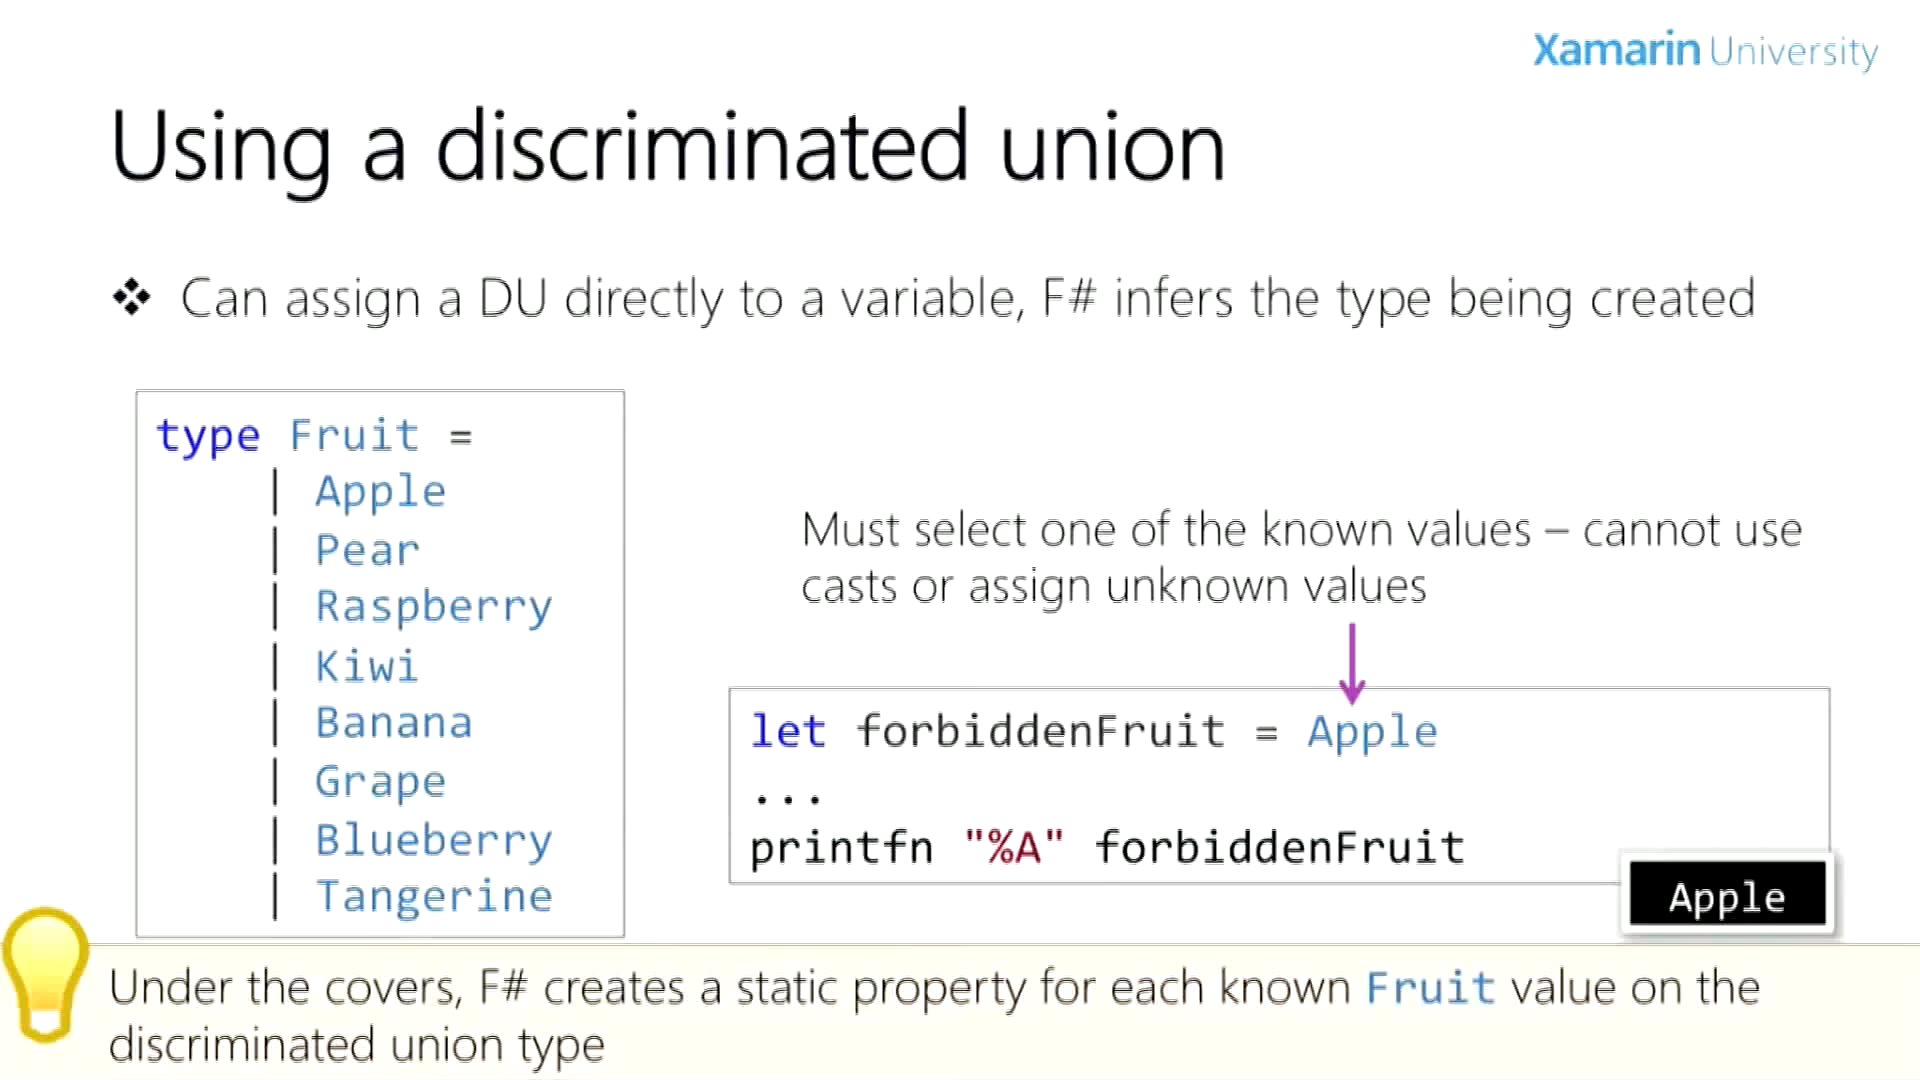 Xamarin University
Using a discriminated union
❖ Can assign a DU directly to a variable, F# infers the type being created
type Fruit =
| Apple
| Pear
| Raspberry
| Kiwi
| Banana
| Grape
| Blueberry
| Tangerine
Must select one of the known values – cannot use
casts or assign unknown values
let forbiddenFruit = Apple
...
printfn "%A" forbiddenFruit
Apple
Under the covers, F# creates a static property for each known Fruit value on the
discriminated union type